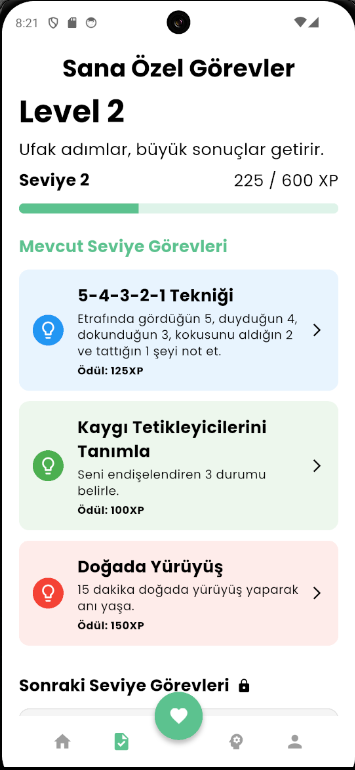 8:21
Sana Özel Görevler
Level 2
Ufak adımlar, büyük sonuçlar getirir.
Seviye 2
225 / 600 XP
Mevcut Seviye Görevleri
5-4-3-2-1 Tekniği
Etrafında gördüğün 5, duyduğun 4,
dokunduğun 3, kokusunu aldığın 2
ve tattığın 1 şeyi not et.
Ödül: 125XP
Kaygı Tetikleyicilerini
Tanımla
Seni endişelendiren 3 durumu
belirle.
Ödül: 100XP
Doğada Yürüyüş
15 dakika doğada yürüyüş yaparak
anı yaşa.
Ödül: 150XP
Sonraki Seviye Görevleri